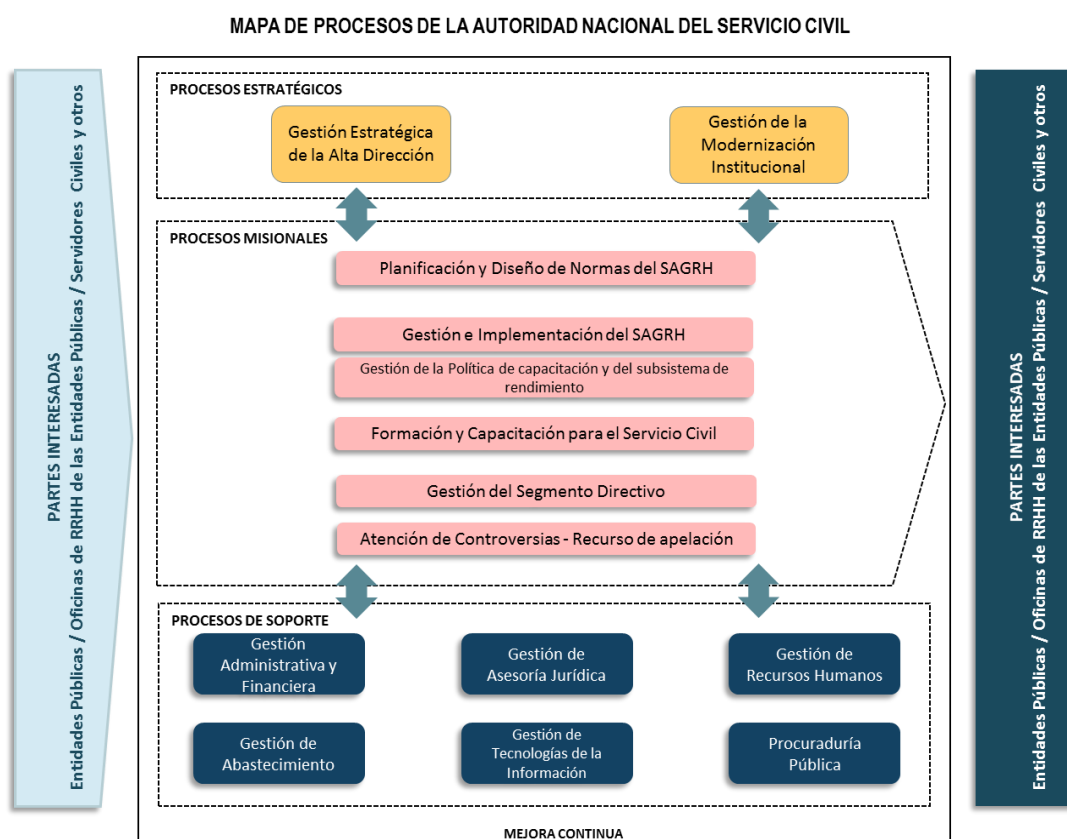 MAPA DE PROCESOS DE LA AUTORIDAD NACIONAL DEL SERVICIO CIVIL
PARTES INTERESADAS
Entidades Públicas / Oficinas de RRHH de las Entidades Públicas / Servidores Civiles y otros
PROCESOS ESTRATÉGICOS
Gestión Estratégica
de la Alta Dirección
Gestión de la
Modernización
Institucional
PROCESOS MISIONALES
Planificación y Diseño de Normas del SAGRH
Gestión e Implementación del SAGRH
Gestión de la Política de capacitación y del subsistema de
rendimiento
Formación y Capacitación para el Servicio Civil
Gestión del Segmento Directivo
Atención de Controversias - Recurso de apelación
PROCESOS DE SOPORTE
Gestión
Administrativa y
Financiera
Gestión de
Asesoría Jurídica
Gestión de
Recursos Humanos
Gestión de
Abastecimiento
Gestión de
Tecnologías de la
Información
Procuraduría
Pública
MEJORA CONTINUA
PARTES INTERESADAS
Entidades Públicas / Oficinas de RRHH de las Entidades Públicas / Servidores Civiles y otros